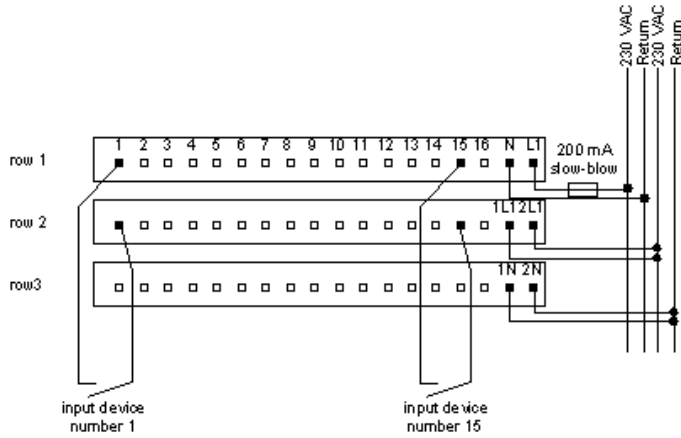 230 VAC
Return
230 VAC
Return
1 2 3 4 5 6 7 8 9 10 11 12 13 14 15 16 N L1
200 mA
slow-blow
row 1
1L1 2L1
row 2
1N 2N
row3
input device
number 1
input device
number 15